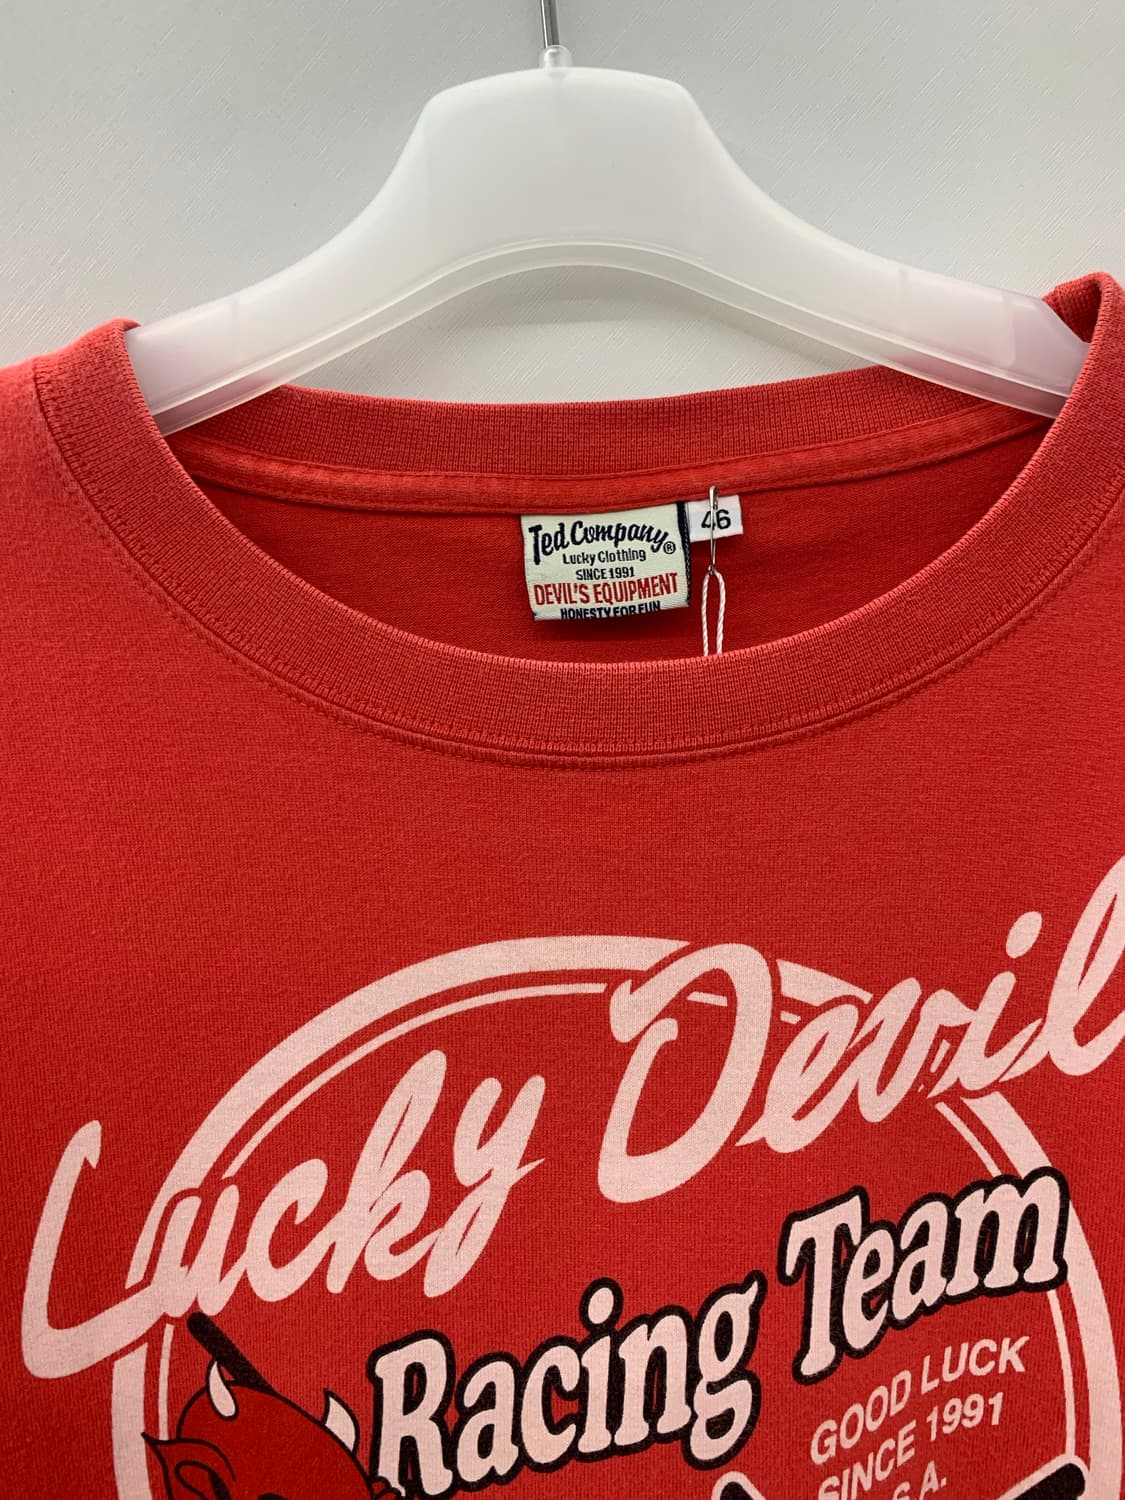 Ted Company®
Lucky Clothing
SINCE 1991
DEVIL'S EQUIPMENT
HONESTY FOR FUN
46
Lucky Devil
Racing Team
GOOD LUCK
SINCE 1991
S.A.